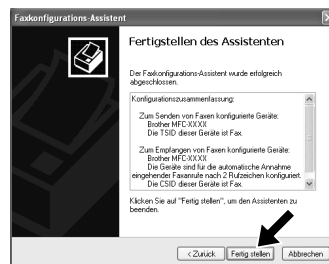 Faxkonfigurations-Assistent
Fertigstellen des Assistenten
Der Faxkonfigurations-Assistent wurde erfolgreich
abgeschlossen.
Konfigurationszusammenfassung:
Zum Senden von Faxen konfigurierte Geräte:
Brother MFC-XXXX
Die TSID dieser Geräte ist Fax.
Zum Empfangen von Faxen konfigurierte Geräte:
Brother MFC-XXXX
Die Geräte sind für die automatische Annahme
eingehender Faxanrufe nach 2 Rufzeichen konfiguriert.
Die CSID dieser Geräte ist Fax.
Klicken Sie auf "Fertig stellen", um den Assistenten zu
beenden.
< Zurück Fertig stellen Abbrechen